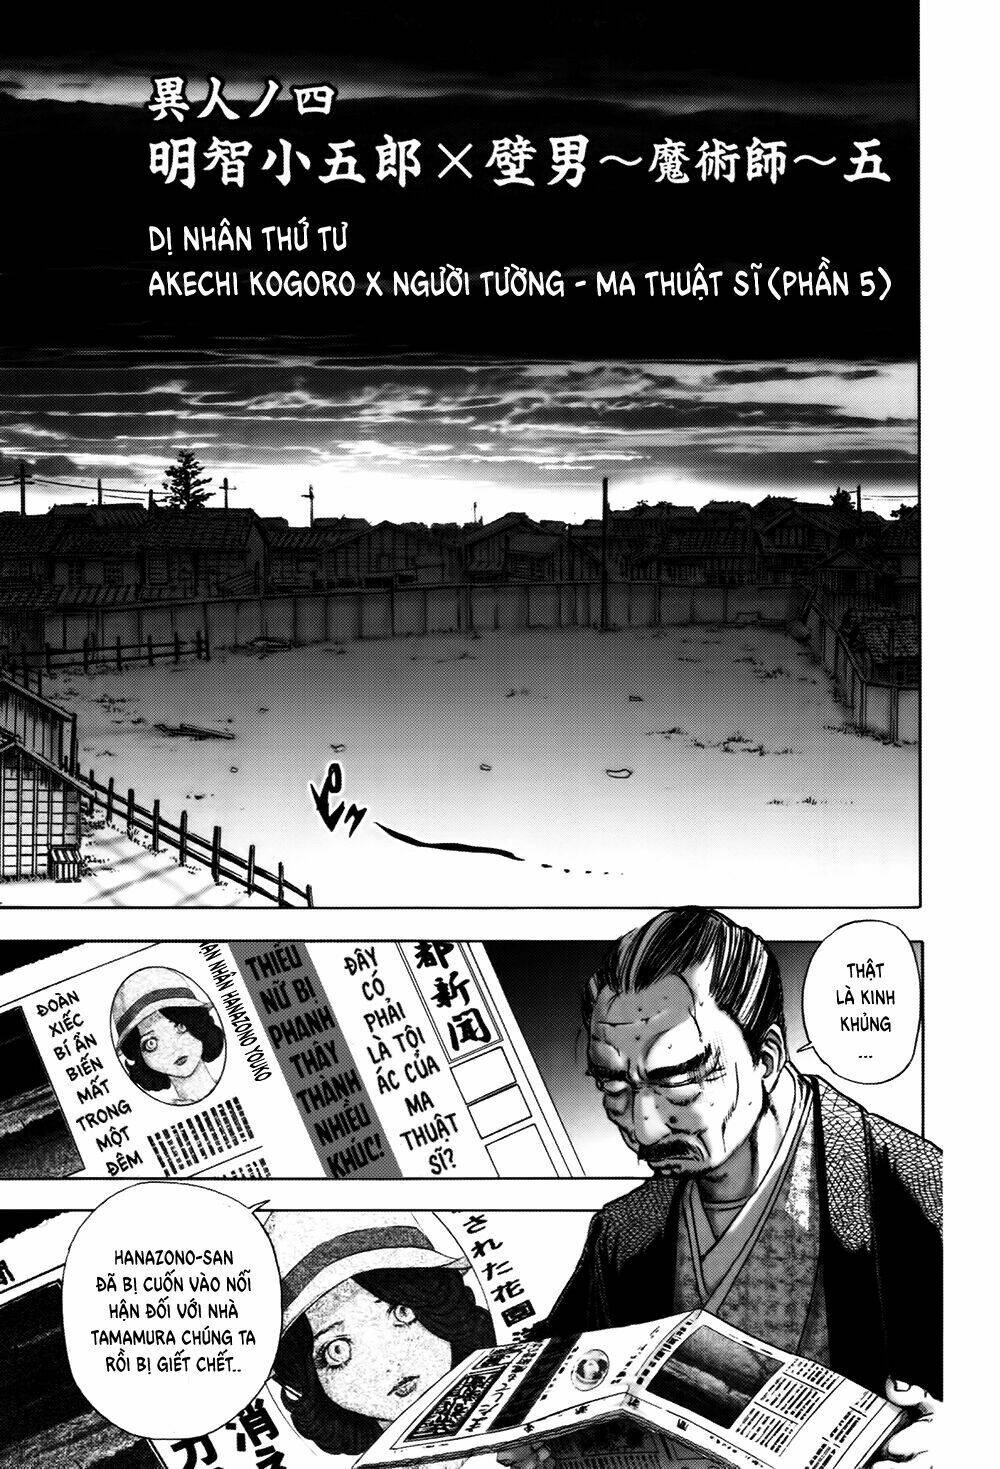 異人ノ四
明智小五郎×壁男～魔術師～五
DỊ NHÂN THỨ TƯ
AKECHI KOGORO X NGƯỜI TƯỜNG - MA THUẬT SĨ (PHẦN 5)
THẬT
LÀ KINH
KHỦNG
...
都新聞
ĐÂY
CÓ
PHẢI
LÀ TỘI
ÁC CỦA
MA
THUẬT
SĨ?
THIẾU
NỮ BỊ
PHANH
THÂY
THÀNH
NHIỀU
KHÚC!
NHÂN HANAZONO YOUKO
ĐOÀN
XIẾC
BÍ ẨN
BIẾN
MẤT
TRONG
MỘT
ĐÊM
HANAZONO-SAN
ĐÃ BỊ CUỐN VÀO NỐI
HẬN ĐỐI VỚI NHÀ
TAMAMURA CHÚNG TA
RỒI BỊ GIẾT CHẾT..
された花園
消え